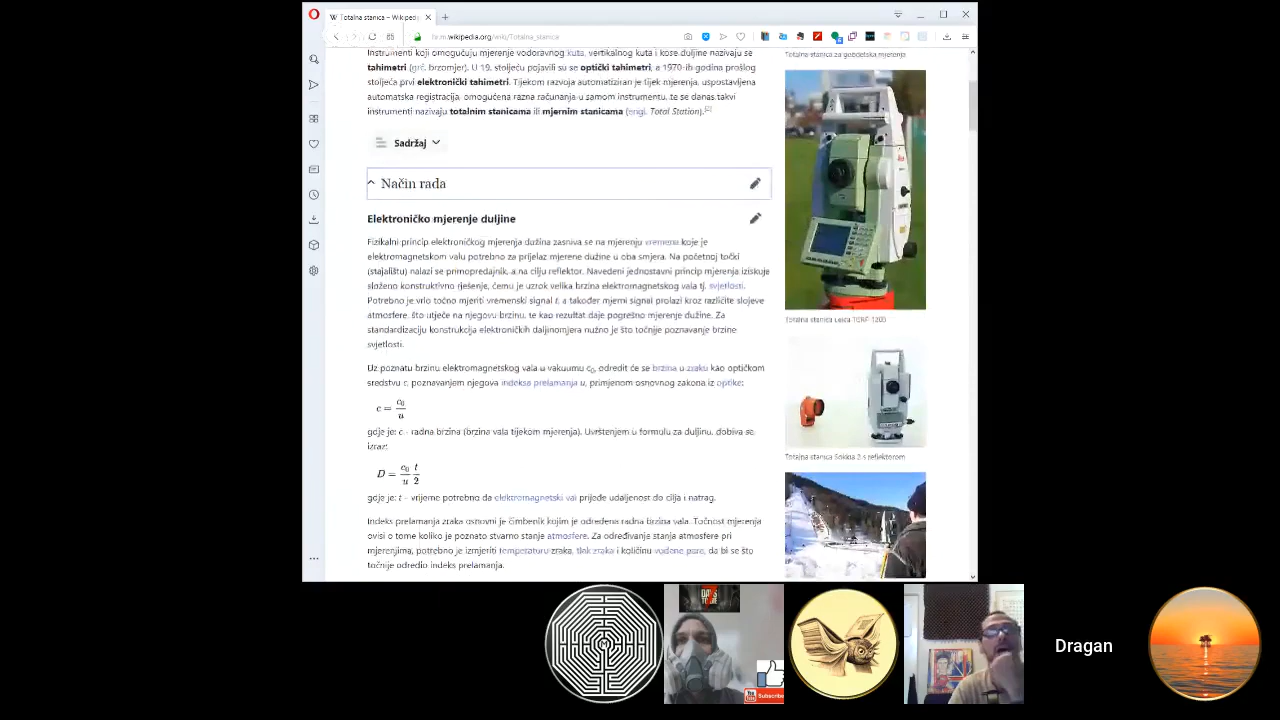 Totalna stanica – Wikiped
65
hr.m.wikipedia.org/wiki/Totalna_stanica
Instrumenti koji omogućuju mjerenje vodoravnog kuta, vertikalnog kuta i kose duljine nazivaju se
tahimetri (grč. brzomjer). U 19. stoljeću pojavili su se optički tahimetri, a 1970-ih godina prošlog
stoljeća prvi elektronički tahimetri. Tijekom razvoja automatiziran je tijek mjerenja, uspostavljena
automatska registracija, omogućena razna računanja u samom instrumentu, te se danas takvi
instrumenti nazivaju totalnim stanicama ili mjernim stanicama (engl. Total Station).[2]
Sadržaj
Način rada
Elektroničko mjerenje duljine
Fizikalni princip elektroničkog mjerenja dužina zasniva se na mjerenju vremena koje je
elektromagnetskom valu potrebno za prijelaz mjerene dužine u oba smjera. Na početnoj točki
(stajalištu) nalazi se primopredajnik, a na cilju reflektor. Navedeni jednostavni princip mjerenja iziskuje
složeno konstruktivno rješenje, čemu je uzrok velika brzina elektromagnetskog vala tj. svjetlosti.
Potrebno je vrlo točno mjeriti vremenski signal t, a također mjerni signal prolazi kroz različite slojeve
atmosfere, što utječe na njegovu brzinu, te kao rezultat daje pogrešno mjerenje dužine. Za
standardizaciju konstrukcija elektroničkih daljinomjera nužno je što točnije poznavanje brzine
svjetlosti.
Uz poznatu brzinu elektromagnetskog vala u vakuumu c0, odredit će se brzina u zraku kao optičkom
sredstvu c, poznavanjem njegova indeksa prelamanja u, primjenom osnovnog zakona iz optike:
c = c0/u
gdje je: c - radna brzina (brzina vala tijekom mjerenja). Uvrštenjem u formulu za duljinu, dobiva se
izraz:
D = c0/u t/2
gdje je: t - vrijeme potrebno da elektromagnetski val prijeđe udaljenost do cilja i natrag.
Indeks prelamanja zraka osnovni je čimbenik kojim je određena radna brzina vala. Točnost mjerenja
ovisi o tome koliko je poznato stvarno stanje atmosfere. Za određivanje stanja atmosfere pri
mjerenjima, potrebno je izmjeriti temperaturu zraka, tlak zraka i količinu vodene pare, da bi se što
točnije odredio indeks prelamanja.
Totalna stanica za geodetska mjerenja
Totalna stanica Leica TCRP 1203
Totalna stanica Sokkia 2 s reflektorom
DAYS
TO DIE
Subscribe
Dragan